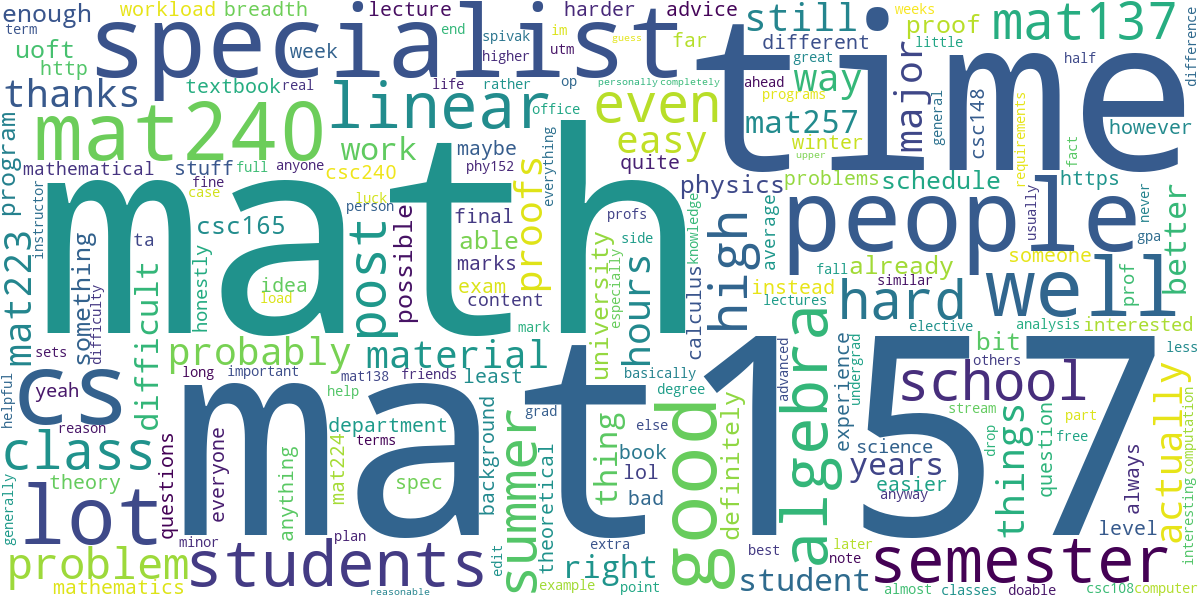 enough
workload
breadth
lecture
harder
advice
still
proof
mat137
weeks
term
uoft
http
specialist
week
spivak
higher
end
im
utm
guess
far
different
little
difference
thanks
textbook
real
life
rather
op
personally
completely
ahead
great
way
programs
major
general
csc148
half
time
however
mat240
linear
office
even
easy
mat257
winter
upper
requirements
fact
program
mathematical
stuff
full
anyone
work
csc240
maybe
phy152
everything
quite
physics
problems
schedule
https
instructor
fine
case
luck
person
math
post
possible
final
able
marks
exam
content
proofs
profs
side
university
especially
hours
knowledge
calculus
high
average
people
usually
never
gpa
someone
better
mat223
something
difficulty
ta
csc165
idea
load
honestly
mark
instead
fall
already
similar
lectures
hard
well
prof
sets
difficult
probably
material
basically
elective
analysis
interested
bit
others
less
helpful
yeah
cs
reason
long
important
mat138
friends
help
least
degree
algebra
advanced
experience
undergrad
school
stream
drop
part
free
actually
computation
interesting
class
theory
questions
everyone
anything
mat224
terms
department
spec
background
grad
summer
theoretical
thing
else
book
lol
bad
definitely
good
science
years
easier
anyway
things
question
always
level
generally
lot
minor
plan
mat157
edit
extra
right
point
example
best
later
note
student
semester
problem
mathematics
students
reasonable
almost
classes
doable
csc108
computer